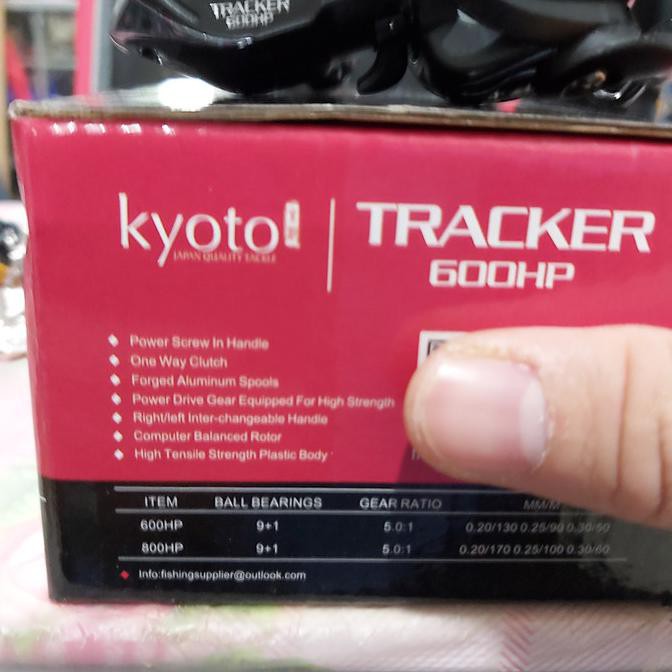 TRACKER
600HP
kyoto
JAPAN QUALITY TACKLE
TRACKER
600HP
Power Screw In Handle
One Way Clutch
Forged Aluminum Spools
Power Drive Gear Equipped For High Strength
Right/left Inter-changeable Handle
Computer Balanced Rotor
High Tensile Strength Plastic Body
ITEM BALL BEARINGS GEAR RATIO MM/M
600HP 9+1 5.0:1 0.20/130 0.25/90 0.30/50
800HP 9+1 5.0:1 0.20/170 0.25/100 0.30/60
Info:fishingsupplier@outlook.com